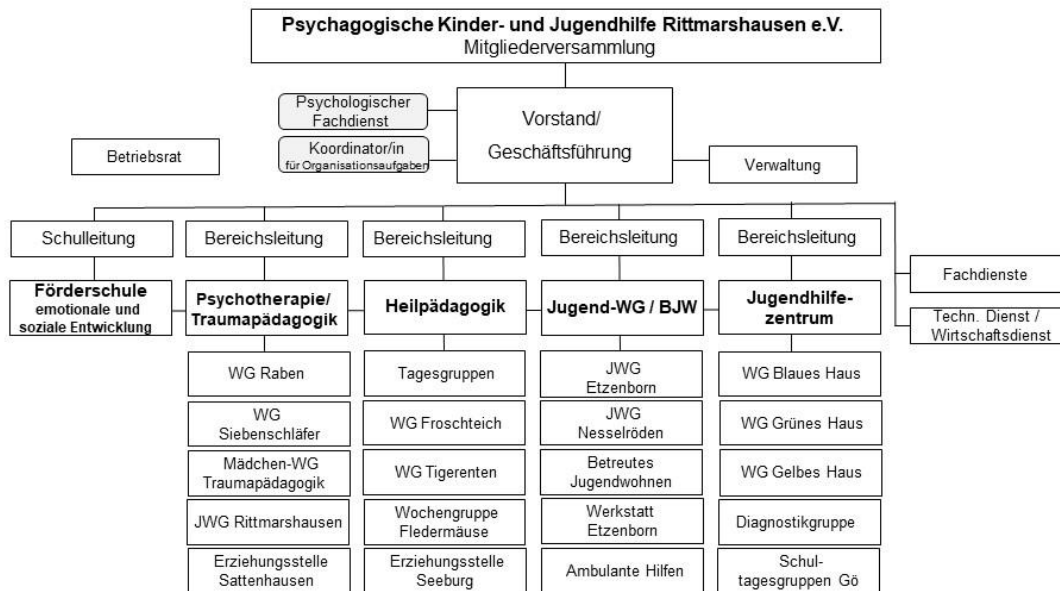 Psychagogische Kinder- und Jugendhilfe Rittmarshausen e.V.
Mitgliederversammlung
Psychologischer
Fachdienst
Vorstand/
Geschäftsführung
Koordinator/in
für Organisationsaufgaben
Betriebsrat
Verwaltung
Schulleitung
Bereichsleitung
Bereichsleitung
Bereichsleitung
Bereichsleitung
Fachdienste
Techn. Dienst /
Wirtschaftsdienst
Förderschule
emotionale und
soziale Entwicklung
Psychotherapie/
Traumapädagogik
Heilpädagogik
Jugend-WG / BJW
Jugendhilfe-
zentrum
WG Raben
Tagesgruppen
JWG
Etzenborn
WG Blaues Haus
WG
Siebenschläfer
WG Froschteich
JWG
Nesselröden
WG Grünes Haus
Mädchen-WG
Traumapädagogik
WG Tigerenten
Betreutes
Jugendwohnen
WG Gelbes Haus
JWG Rittmarshausen
Wochengruppe
Fledermäuse
Werkstatt
Etzenborn
Diagnostikgruppe
Erziehungsstelle
Sattenhausen
Erziehungsstelle
Seeburg
Ambulante Hilfen
Schul-
tagesgruppen Gö